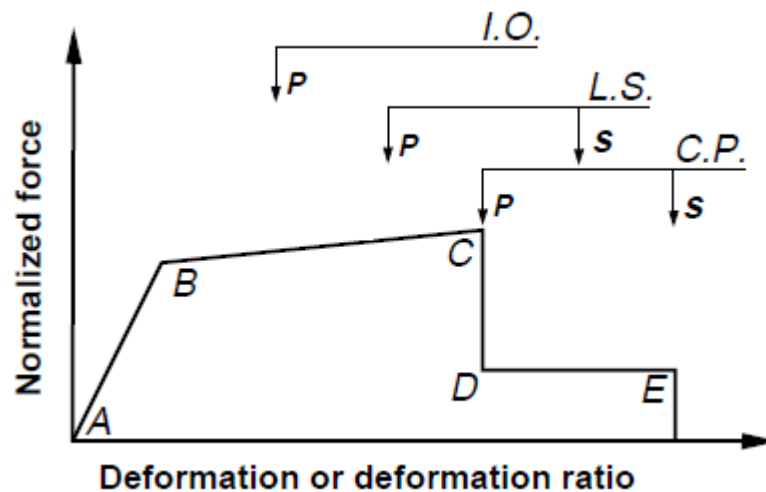 I.O.
P
L.S.
P
S
C.P.
P
S
Normalized force
B
C
D
E
A
Deformation or deformation ratio